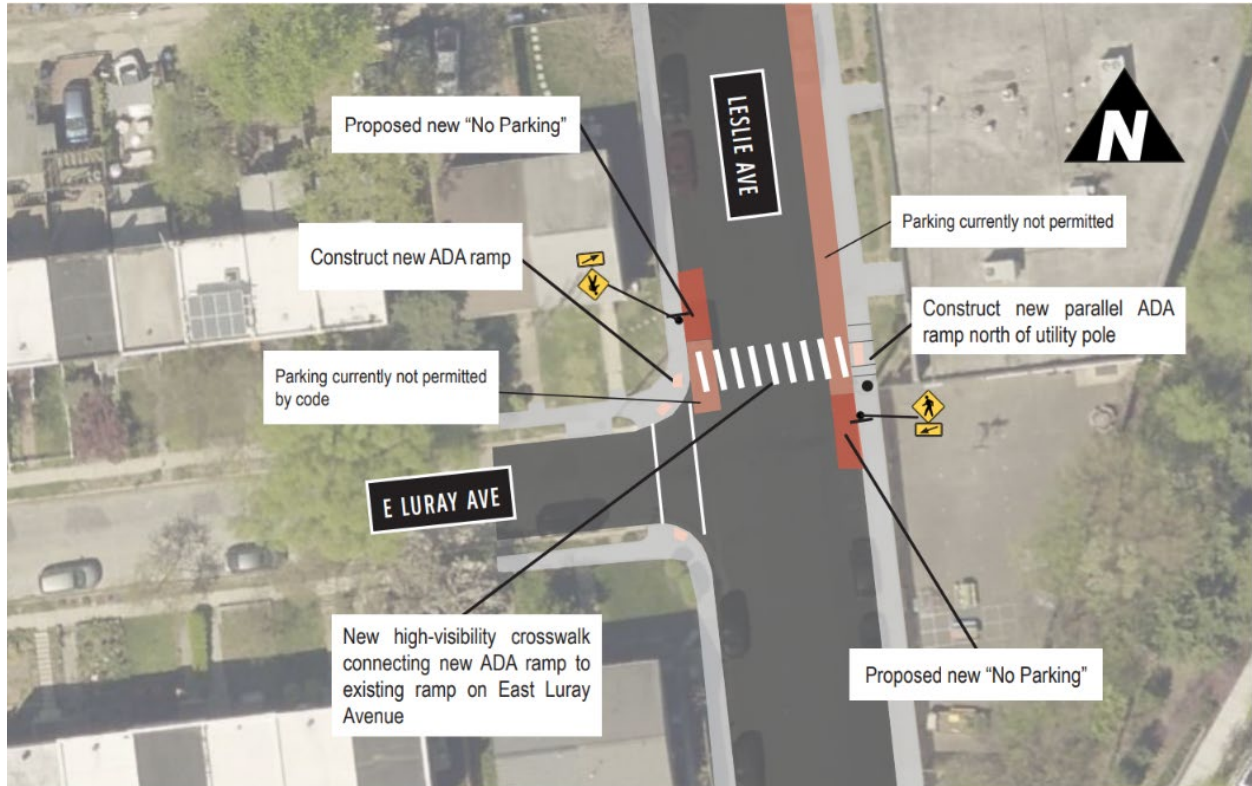 Proposed new “No Parking”
LESLIE AVE
N
Parking currently not permitted
Construct new ADA ramp
Construct new parallel ADA
ramp north of utility pole
Parking currently not permitted
by code
E LURAY AVE
New high-visibility crosswalk
connecting new ADA ramp to
existing ramp on East Luray
Avenue
Proposed new “No Parking”